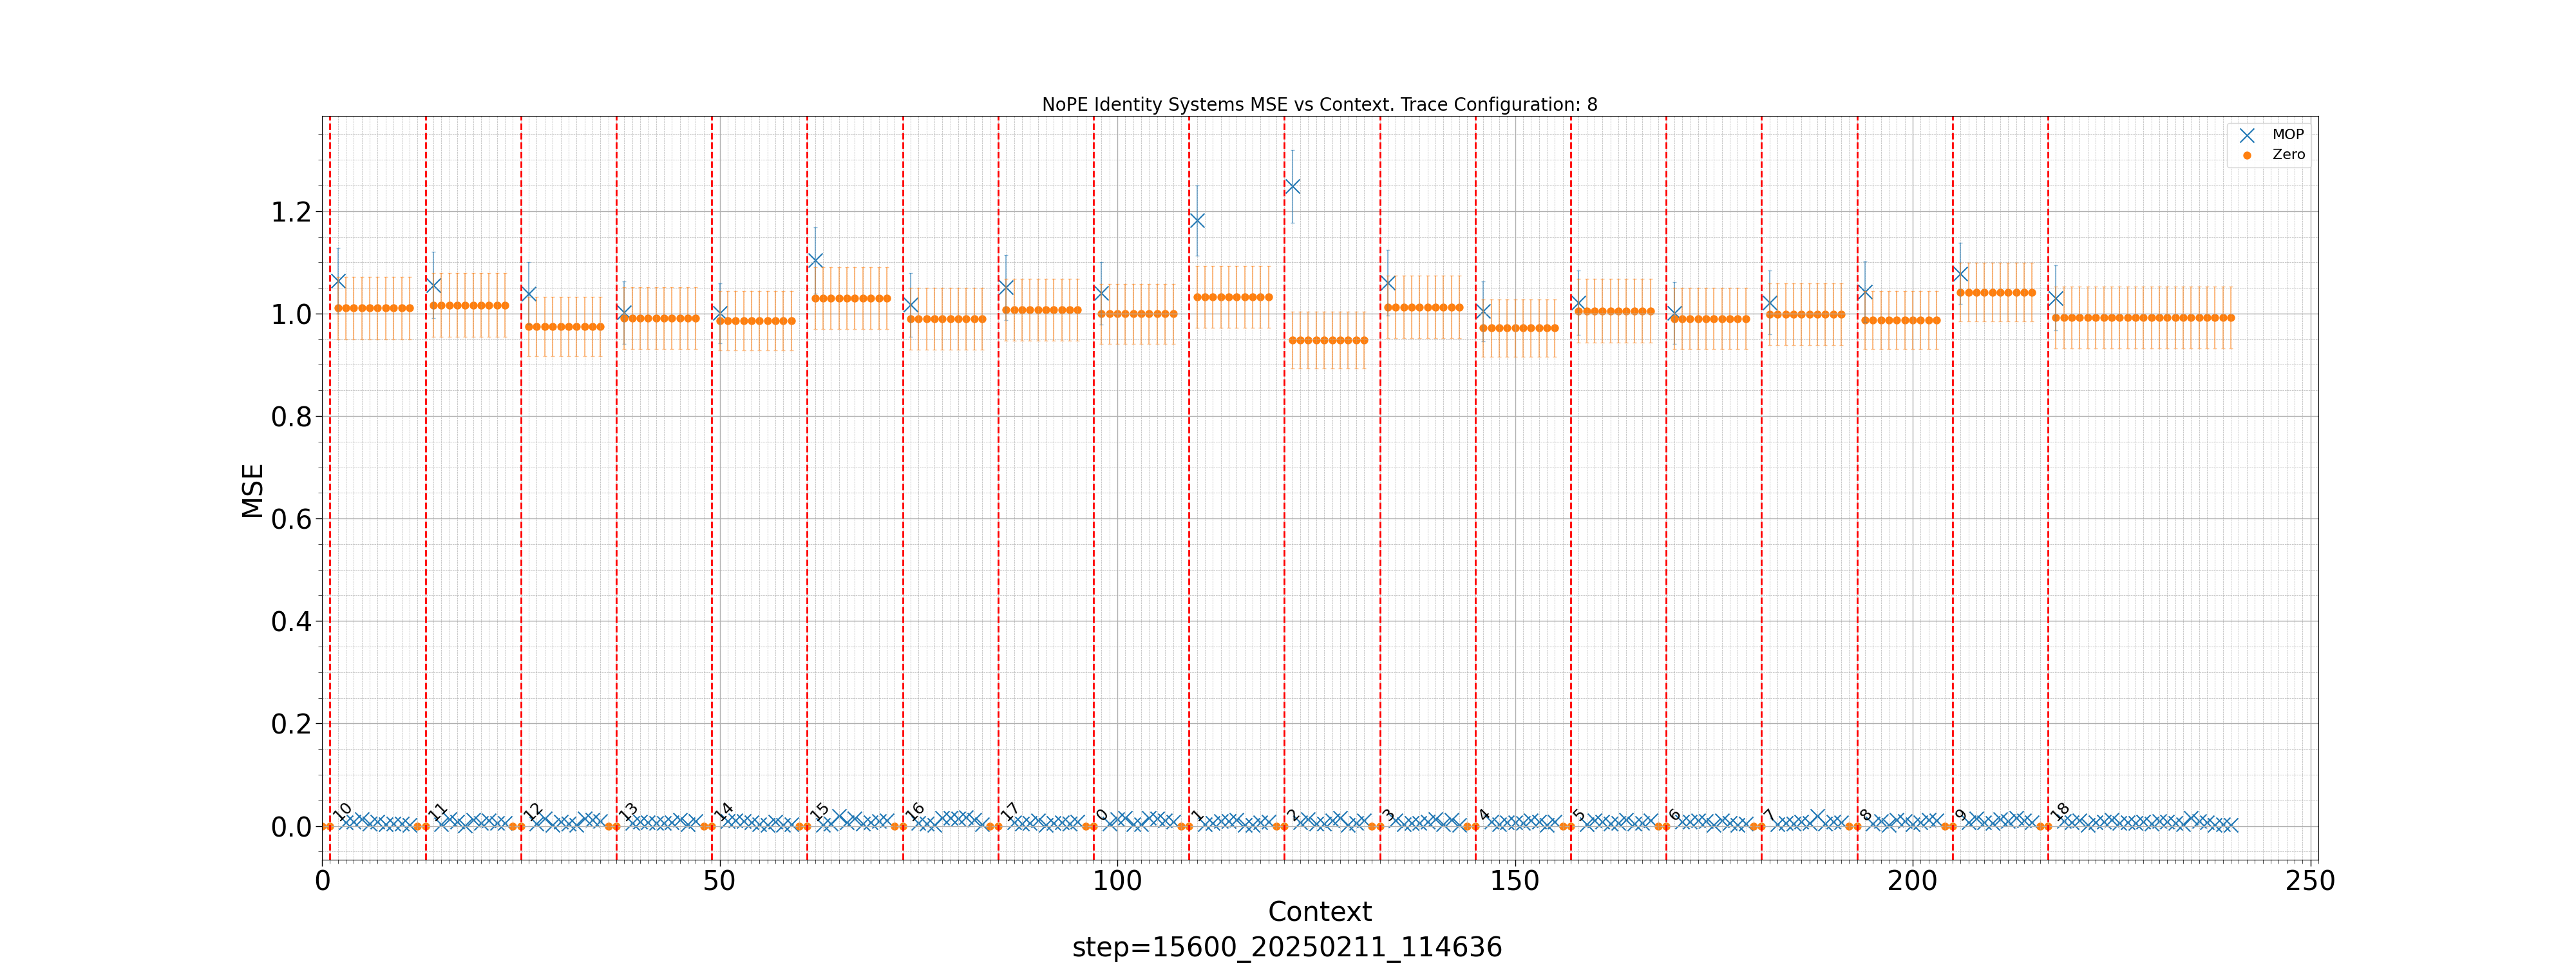 NoPE Identity Systems MSE vs Context. Trace Configuration: 8
MOP
Zero
1.2
1.0
0.8
0.6
0.4
0.2
0.0
MSE
10 11 12 13 14 15 16 17 0 1 2 3 4 5 6 7 8 9 18
0 50 100 150 200 250
Context
step=15600_20250211_114636